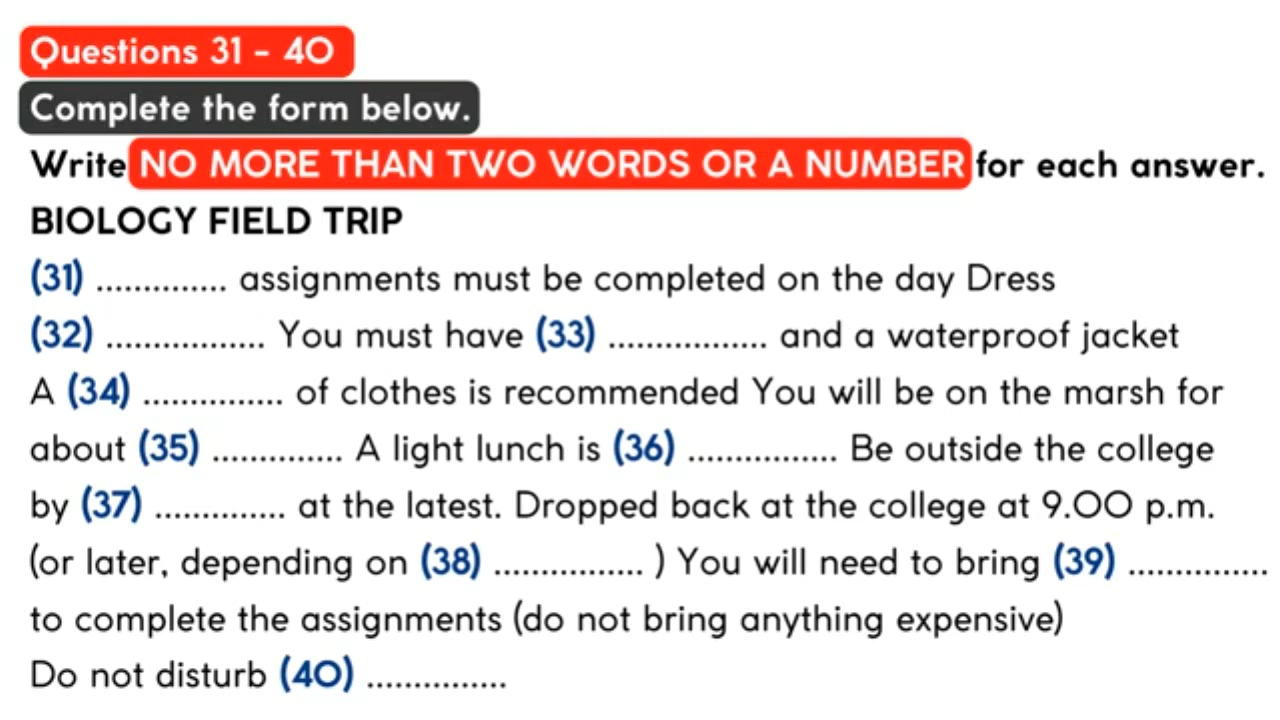 Questions 31 - 40
Complete the form below.
Write NO MORE THAN TWO WORDS OR A NUMBER for each answer.
BIOLOGY FIELD TRIP
(31) .............. assignments must be completed on the day Dress
(32) ................. You must have (33) ................. and a waterproof jacket
A (34) ............... of clothes is recommended You will be on the marsh for
about (35) .............. A light lunch is (36) ................ Be outside the college
by (37) .............. at the latest. Dropped back at the college at 9.00 p.m.
(or later, depending on (38) ................ ) You will need to bring (39) ...............
to complete the assignments (do not bring anything expensive)
Do not disturb (40) ...............